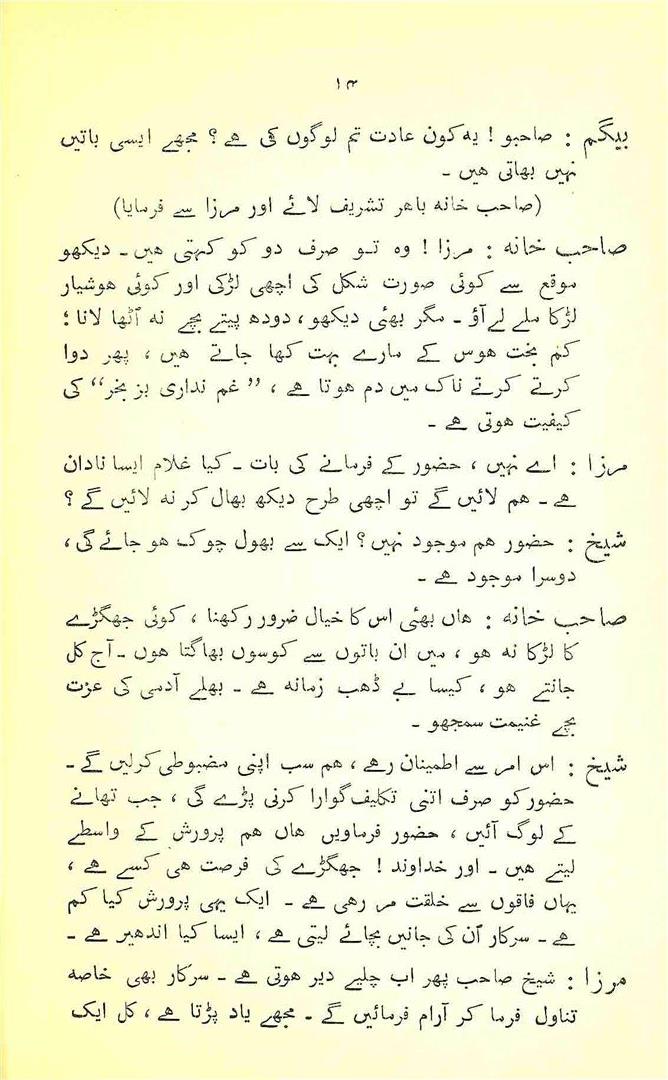 ۱۴
بیگم : صاحبو ! یه کون عادت تم لوگوں کی ہے ؟ مجھے ایسی باتیں
نہیں بھاتی ہیں ۔
(صاحب خانه باہر تشریف لائے اور مرزا سے فرمایا)
صاحب خانه : مرزا ! وہ تو صرف دو کو کہتی ہیں ۔ دیکھو
موقع سے کوئی صورت شکل کی اچھی لڑکی اور کوئی ہوشیار
لڑکا ملے لے آؤ ۔ مگر بھئی دیکھو ، دودھ پیتے بچے نه اٹھا لانا ؛
کم بخت ہوس کے مارے بہت کھا جاتے ہیں ، پھر دوا
کرتے کرتے ناک میں دم ہوتا ہے ، ”غم نداری بز بخر“ کی
کیفیت ہوتی ہے ۔
مرزا : اے نہیں ، حضور کے فرمانے کی بات ۔ کیا غلام ایسا نادان
ہے ۔ ہم لائیں گے تو اچھی طرح دیکھ بھال کر نه لائیں گے ؟
شیخ : حضور ہم موجود نہیں ؟ ایک سے بھول چوک ہو جائے گی ،
دوسرا موجود ہے ۔
صاحب خانه : ہاں بھئی اس کا خیال ضرور رکھنا ، کوئی جھگڑے
کا لڑکا نه ہو ، میں ان باتوں سے کوسوں بھاگتا ہوں ۔ آج کل
جانتے ہو ، کیسا بے ڈھب زمانه ہے ۔ بھلے آدمی کی عزت
بچے غنیمت سمجھو ۔
شیخ : اس امر سے اطمینان رہے ، ہم سب اپنی مضبوطی کرلیں گے ۔
حضور کو صرف اتنی تکلیف گوارا کرنی پڑے گی ، جب تھانے
کے لوگ آئیں ، حضور فرماویں ہاں ہم پرورش کے واسطے
لیتے ہیں ۔ اور خداوند ! جھگڑے کی فرصت ہی کسے ہے ،
یہاں فاقوں سے خلقت مر رہی ہے ۔ ایک یہی پرورش کیا کم
ہے ۔ سرکار اُن کی جانیں بچائے لیتی ہے ، ایسا کیا اندھیر ہے ۔
مرزا : شیخ صاحب پھر اب چلیے دیر ہوتی ہے ۔ سرکار بھی خاصه
تناول فرما کر آرام فرمائیں گے ۔ مجھے یاد پڑتا ہے ، کل ایک